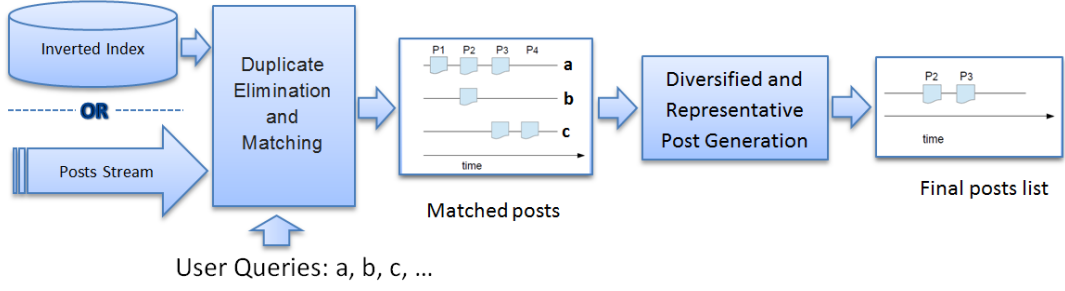 Inverted Index
OR
Posts Stream
Duplicate
Elimination
and
Matching
User Queries: a, b, c, ...
P1 P2 P3 P4
a
b
c
time
Matched posts
Diversified and
Representative
Post Generation
P2 P3
time
Final posts list